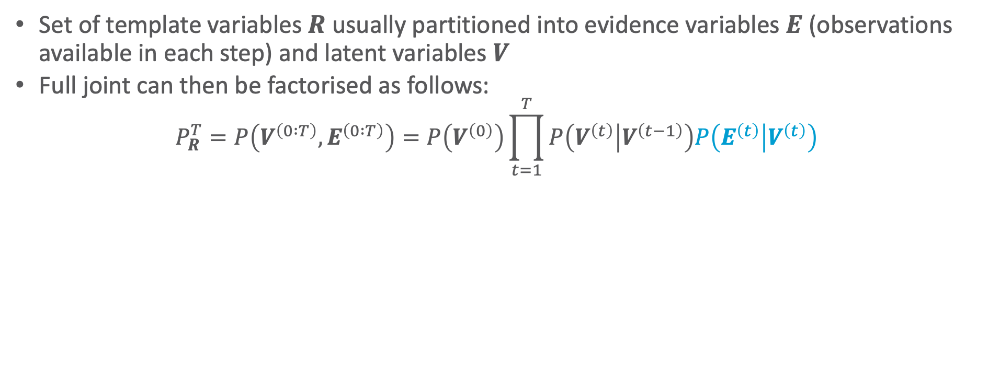 • Set of template variables R usually partitioned into evidence variables E (observations
available in each step) and latent variables V
• Full joint can then be factorised as follows:
P_R^T = P(V^(0:T), E^(0:T)) = P(V^(0)) ∏_{t=1}^{T} P(V^(t)|V^(t−1)) P(E^(t)|V^(t))